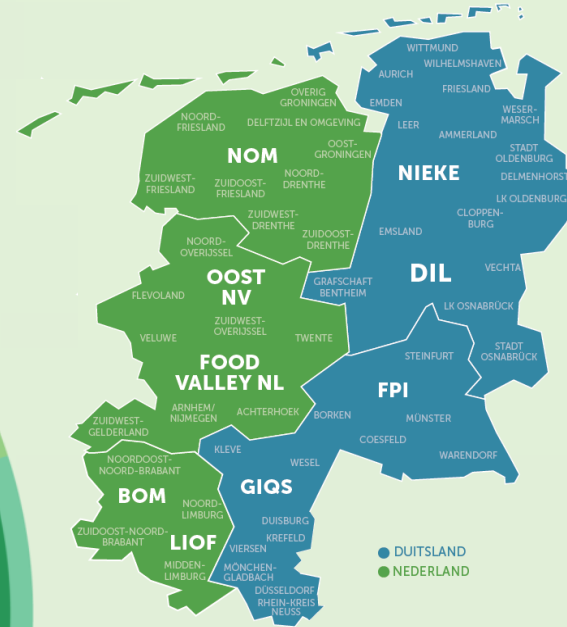 WITTMUND
WILHELMSHAVEN
AURICH
FRIESLAND
EMDEN
WESER-
MARSCH
LEER
AMMERLAND
STADT
OLDENBURG
NIEKE
DELMENHORST
LK OLDENBURG
CLOPPEN-
BURG
EMSLAND
DIL
VECHTA
GRAFSCHAFT
BENTHEIM
LK OSNABRÜCK
STADT
OSNABRÜCK
OVERIG
GRONINGEN
NOORD-
FRIESLAND
DELFTZIJL EN OMGEVING
OOST-
GRONINGEN
NOM
NOORD-
DRENTHE
ZUIDWEST-
FRIESLAND
ZUIDOOST-
FRIESLAND
ZUIDWEST-
DRENTHE
ZUIDOOST-
DRENTHE
NOORD-
OVERIJSSEL
OOST
NV
FLEVOLAND
ZUIDWEST-
OVERIJSSEL
VELUWE
TWENTE
FOOD
VALLEY NL
ARNHEM/
NIJMEGEN
ACHTERHOEK
ZUIDWEST-
GELDERLAND
STEINFURT
FPI
BORKEN
MÜNSTER
COESFELD
WARENDORF
NOORDOOST-
NOORD-BRABANT
BOM
NOORD-
LIMBURG
ZUIDOOST-NOORD-
BRABANT
LIOF
MIDDEN-
LIMBURG
KLEVE
WESEL
GIQS
DUISBURG
KREFELD
VIERSEN
MÖNCHEN-
GLADBACH
DÜSSELDORF
RHEIN-KREIS
NEUSS
DUITSLAND
NEDERLAND